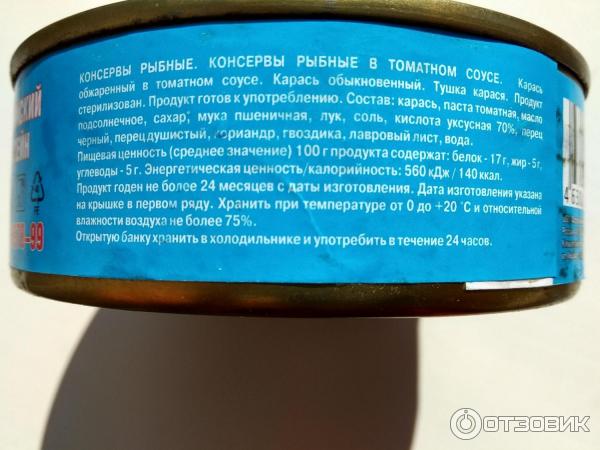 КОНСЕРВЫ РЫБНЫЕ. КОНСЕРВЫ РЫБНЫЕ В ТОМАТНОМ СОУСЕ. Карась
обжаренный в томатном соусе. Карась обыкновенный. Тушка карася. Продукт
стерилизован. Продукт готов к употреблению. Состав: карась, паста томатная, масло
подсолнечное, сахар, мука пшеничная, лук, соль, кислота уксусная 70%, перец
черный, перец душистый, кориандр, гвоздика, лавровый лист, вода.
Пищевая ценность (среднее значение) 100 г продукта содержат: белок - 17 г, жир - 5 г,
углеводы - 5 г. Энергетическая ценность/калорийность: 560 кДж / 140 ккал.
Продукт годен не более 24 месяцев с даты изготовления. Дата изготовления указана
на крышке в первом ряду. Хранить при температуре от 0 до +20 °С и относительной
влажности воздуха не более 75%.
Открытую банку хранить в холодильнике и употребить в течение 24 часов.
-99
ОТЗОВИК